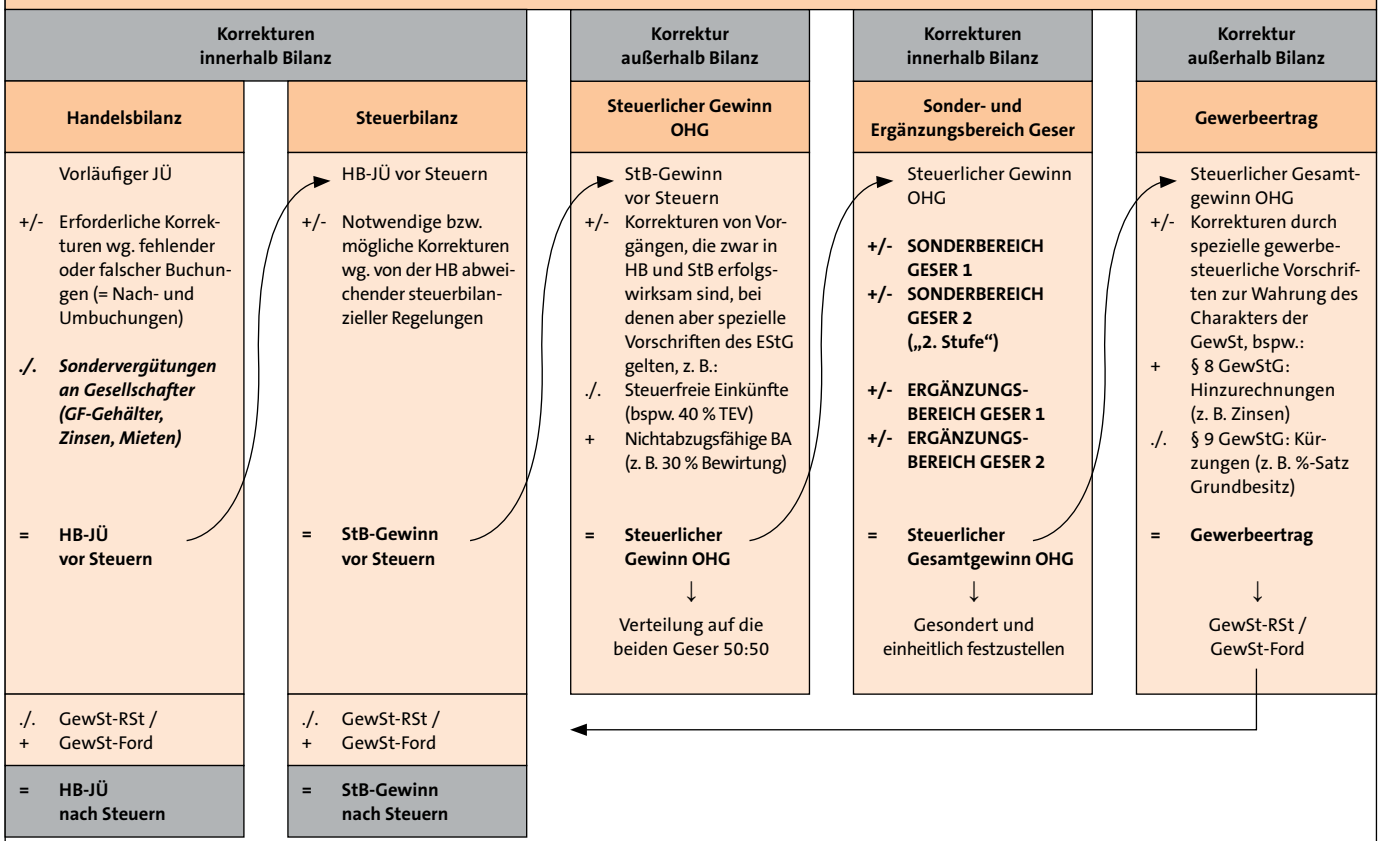 Korrekturen
innerhalb Bilanz
Korrektur
außerhalb Bilanz
Korrekturen
innerhalb Bilanz
Korrektur
außerhalb Bilanz
Handelsbilanz
Steuerbilanz
Steuerlicher Gewinn
OHG
Sonder- und
Ergänzungsbereich Geser
Gewerbeertrag
Vorläufiger JÜ
+/- Erforderliche Korrek-
turen wg. fehlender
oder falscher Buchun-
gen (= Nach- und
Umbuchungen)
./. Sondervergütungen
an Gesellschafter
(GF-Gehälter,
Zinsen, Mieten)
= HB-JÜ
vor Steuern
HB-JÜ vor Steuern
+/- Notwendige bzw.
mögliche Korrekturen
wg. von der HB abwei-
chender steuerbilan-
zieller Regelungen
= StB-Gewinn
vor Steuern
StB-Gewinn
vor Steuern
+/- Korrekturen von Vor-
gängen, die zwar in
HB und StB erfolgs-
wirksam sind, bei
denen aber spezielle
Vorschriften des EStG
gelten, z. B.:
./. Steuerfreie Einkünfte
(bspw. 40 % TEV)
+ Nichtabzugsfähige BA
(z. B. 30 % Bewirtung)
= Steuerlicher
Gewinn OHG
↓
Verteilung auf die
beiden Geser 50:50
Steuerlicher Gewinn
OHG
+/- SONDERBEREICH
GESER 1
+/- SONDERBEREICH
GESER 2
(„2. Stufe“)
+/- ERGÄNZUNGS-
BEREICH GESER 1
+/- ERGÄNZUNGS-
BEREICH GESER 2
= Steuerlicher
Gesamtgewinn OHG
↓
Gesondert und
einheitlich festzustellen
Steuerlicher Gesamt-
gewinn OHG
+/- Korrekturen durch
spezielle gewerbe-
steuerliche Vorschrif-
ten zur Wahrung des
Charakters der
GewSt, bspw.:
+ § 8 GewStG:
Hinzurechnungen
(z. B. Zinsen)
./. § 9 GewStG: Kür-
zungen (z. B. %-Satz
Grundbesitz)
= Gewerbeertrag
↓
GewSt-RSt /
GewSt-Ford
./. GewSt-RSt /
+ GewSt-Ford
./. GewSt-RSt /
+ GewSt-Ford
= HB-JÜ
nach Steuern
= StB-Gewinn
nach Steuern